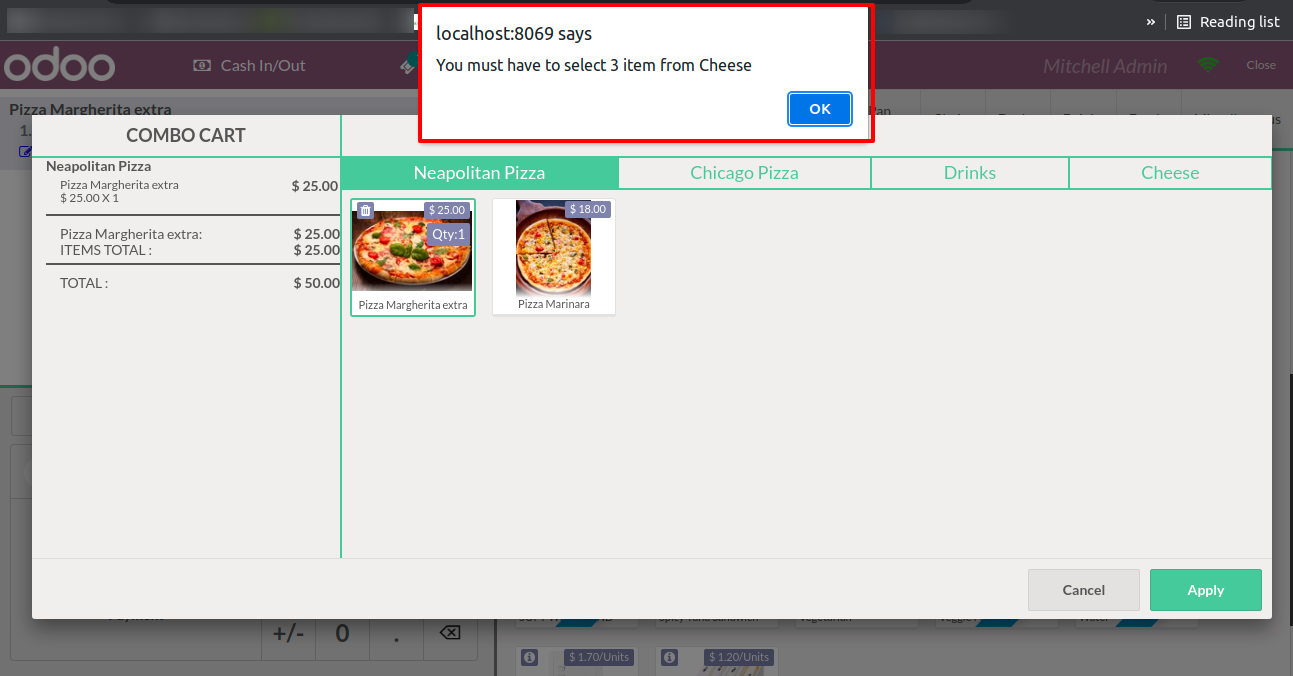 Reading list
localhost:8069 says
You must have to select 3 item from Cheese
OK
odoo
Cash In/Out
Mitchell Admin
Close
Pizza Margherita extra
1.
COMBO CART
Neapolitan Pizza
Pizza Margherita extra
$ 25.00
$ 25.00 X 1
Pizza Margherita extra:
$ 25.00
ITEMS TOTAL :
$ 25.00
TOTAL :
$ 50.00
Neapolitan Pizza
Chicago Pizza
Drinks
Cheese
$ 25.00
Qty:1
Pizza Margherita extra
$ 18.00
Pizza Marinara
Cancel
Apply
+/-
0
.
$ 1.70/Units
$ 1.20/Units